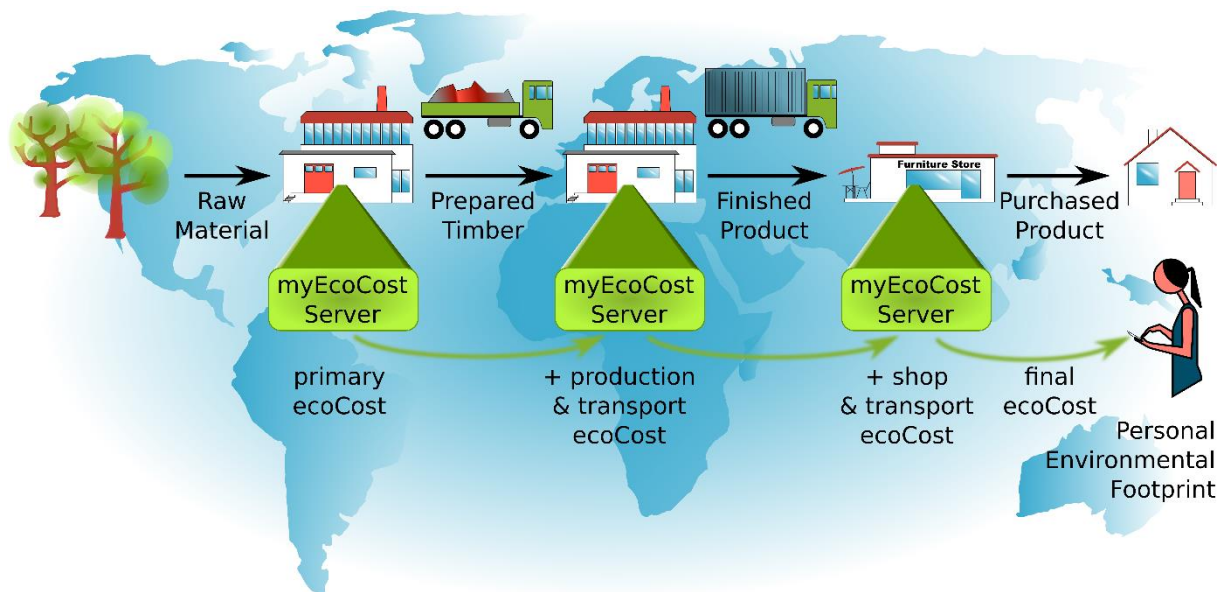 Furniture Store
Raw
Material
Prepared
Timber
Finished
Product
Purchased
Product
myEcoCost
Server
myEcoCost
Server
myEcoCost
Server
primary
ecoCost
+ production
& transport
ecoCost
+ shop
& transport
ecoCost
final
ecoCost
Personal
Environmental
Footprint